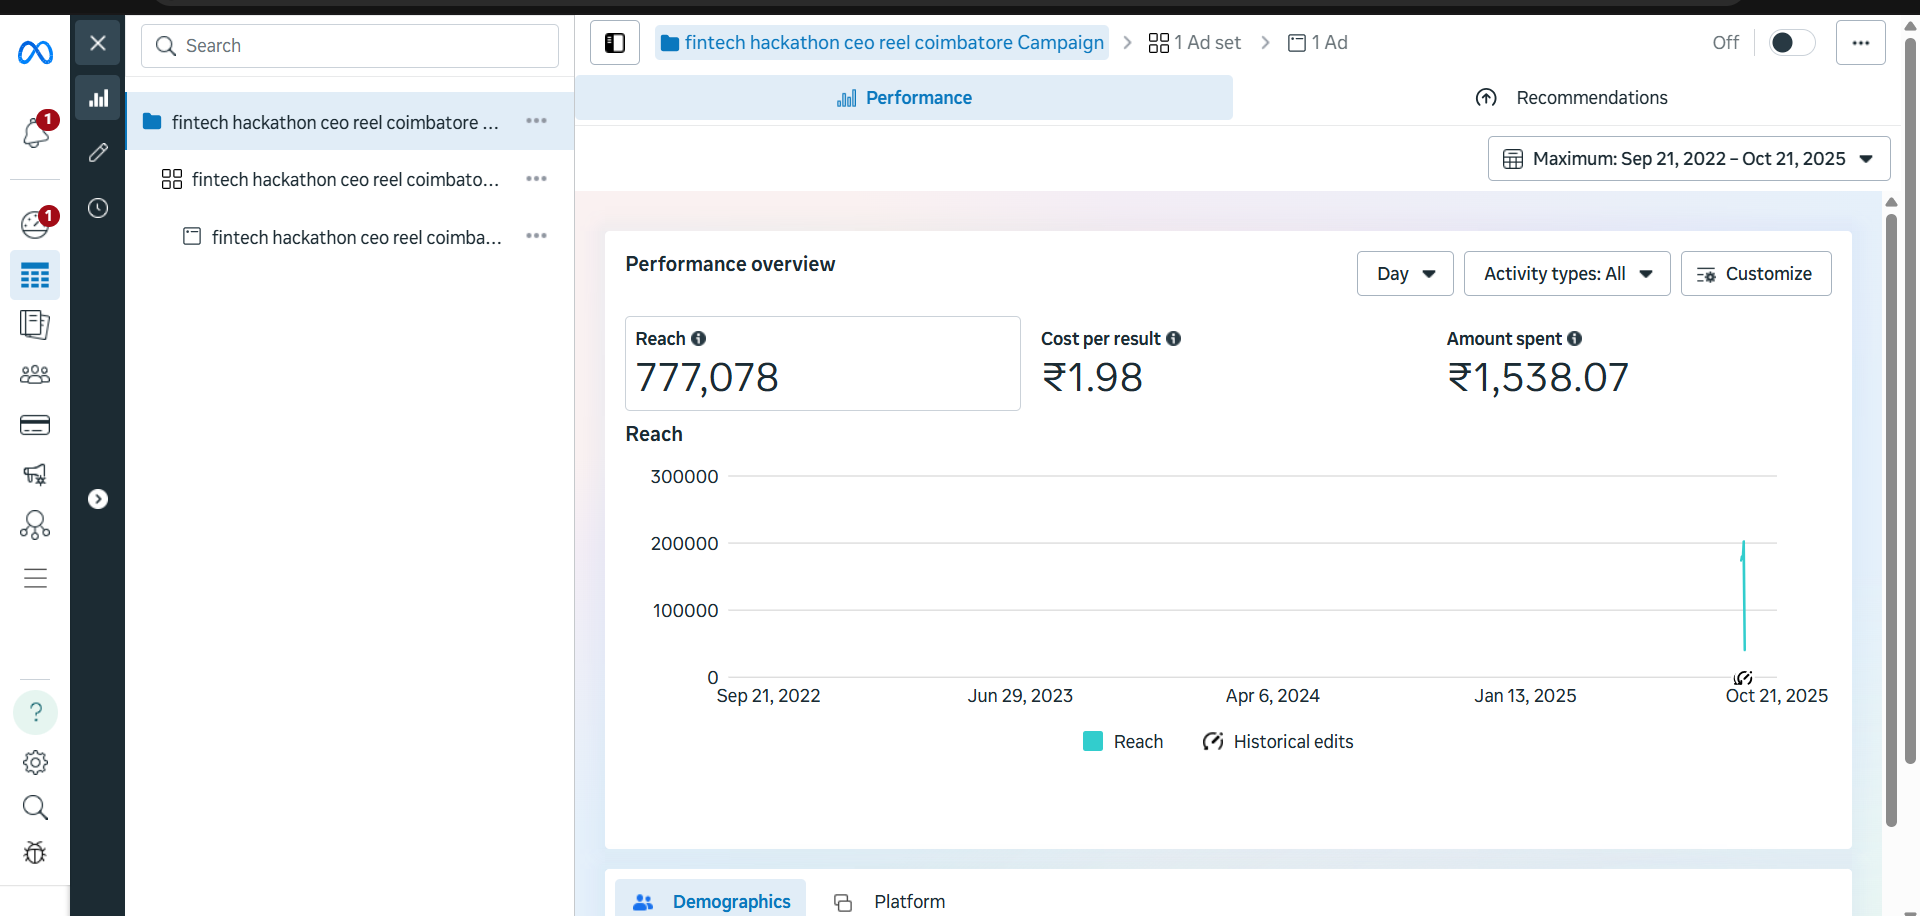 Search
fintech hackathon ceo reel coimbatore Campaign
1 Ad set
1 Ad
Off
1
fintech hackathon ceo reel coimbatore ...
Performance
Recommendations
fintech hackathon ceo reel coimbato...
Maximum: Sep 21, 2022 – Oct 21, 2025
1
fintech hackathon ceo reel coimba...
Performance overview
Day
Activity types: All
Customize
Reach
Cost per result
Amount spent
777,078
₹1.98
₹1,538.07
Reach
300000
200000
100000
0
Sep 21, 2022
Jun 29, 2023
Apr 6, 2024
Jan 13, 2025
Oct 21, 2025
Reach
Historical edits
?
Demographics
Platform